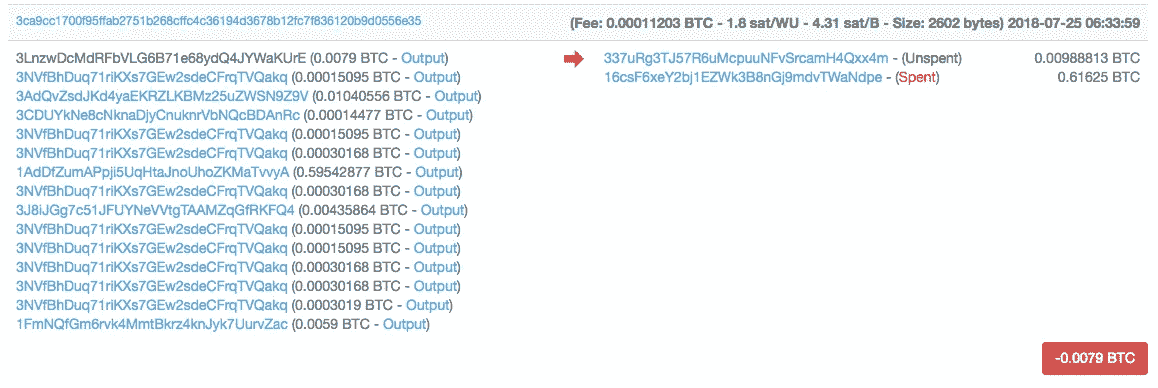 3ca9cc1700f95ffab2751b268cffc4c36194d3678b12fc7f836120b9d0556e35 (Fee: 0.00011203 BTC - 1.8 sat/WU - 4.31 sat/B - Size: 2602 bytes) 2018-07-25 06:33:59
3LnzwDcMdRFbVLG6B71e68ydQ4JYWaKUrE (0.0079 BTC - Output) 337uRg3TJ57R6uMcpuuNFvSrcamH4Qxx4m - (Unspent) 0.00988813 BTC
3NVfBhDuq71riKXs7GEw2sdeCFrqTVQakq (0.00015095 BTC - Output) 16csF6xeY2bj1EZWk3B8nGj9mdvTWaNdpe - (Spent) 0.61625 BTC
3AdQvZsdJKd4yaEKRZLKBMz25uZWSN9Z9V (0.01040556 BTC - Output)
3CDUYkNe8cNknaDjyCnuknrVbNQcBDAnRc (0.00014477 BTC - Output)
3NVfBhDuq71riKXs7GEw2sdeCFrqTVQakq (0.00015095 BTC - Output)
3NVfBhDuq71riKXs7GEw2sdeCFrqTVQakq (0.00030168 BTC - Output)
1AdDfZumAPpji5UqHtaJnoUhoZKMaTvvyA (0.59542877 BTC - Output)
3NVfBhDuq71riKXs7GEw2sdeCFrqTVQakq (0.00030168 BTC - Output)
3J8iJGg7c51JFUYNeVVtgTAAMZqGfRKFQ4 (0.00435864 BTC - Output)
3NVfBhDuq71riKXs7GEw2sdeCFrqTVQakq (0.00015095 BTC - Output)
3NVfBhDuq71riKXs7GEw2sdeCFrqTVQakq (0.00015095 BTC - Output)
3NVfBhDuq71riKXs7GEw2sdeCFrqTVQakq (0.00030168 BTC - Output)
3NVfBhDuq71riKXs7GEw2sdeCFrqTVQakq (0.00030168 BTC - Output)
3NVfBhDuq71riKXs7GEw2sdeCFrqTVQakq (0.0003019 BTC - Output)
1FmNQfGm6rvk4MmtBkrz4knJyk7UurvZac (0.0059 BTC - Output)
-0.0079 BTC